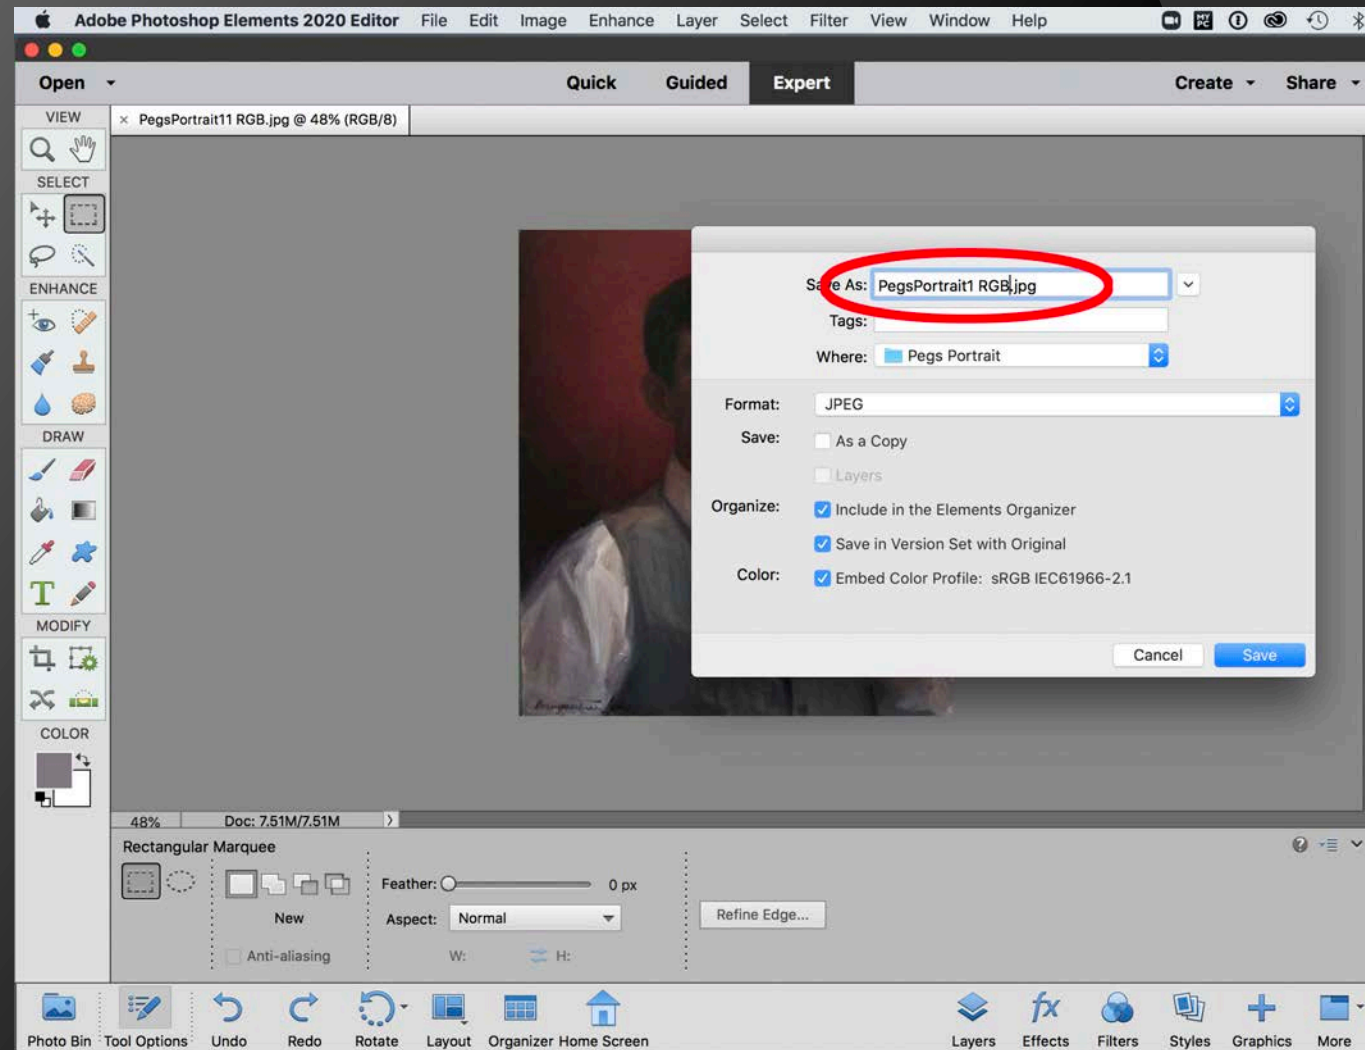 Adobe Photoshop Elements 2020 Editor File Edit Image Enhance Layer Select Filter View Window Help
Open Quick Guided Expert Create Share
VIEW × PegsPortrait11 RGB.jpg @ 48% (RGB/8)
SELECT
ENHANCE
DRAW
T
MODIFY
COLOR
Save As: PegsPortrait1 RGB.jpg
Tags:
Where: Pegs Portrait
Format: JPEG
Save: As a Copy
Layers
Organize: Include in the Elements Organizer
Save in Version Set with Original
Color: Embed Color Profile: sRGB IEC61966-2.1
Cancel Save
48% Doc: 7.51M/7.51M
Rectangular Marquee
Feather: 0 px
New Aspect: Normal Refine Edge...
Anti-aliasing W: H:
fx
Photo Bin Tool Options Undo Redo Rotate Layout Organizer Home Screen Layers Effects Filters Styles Graphics More